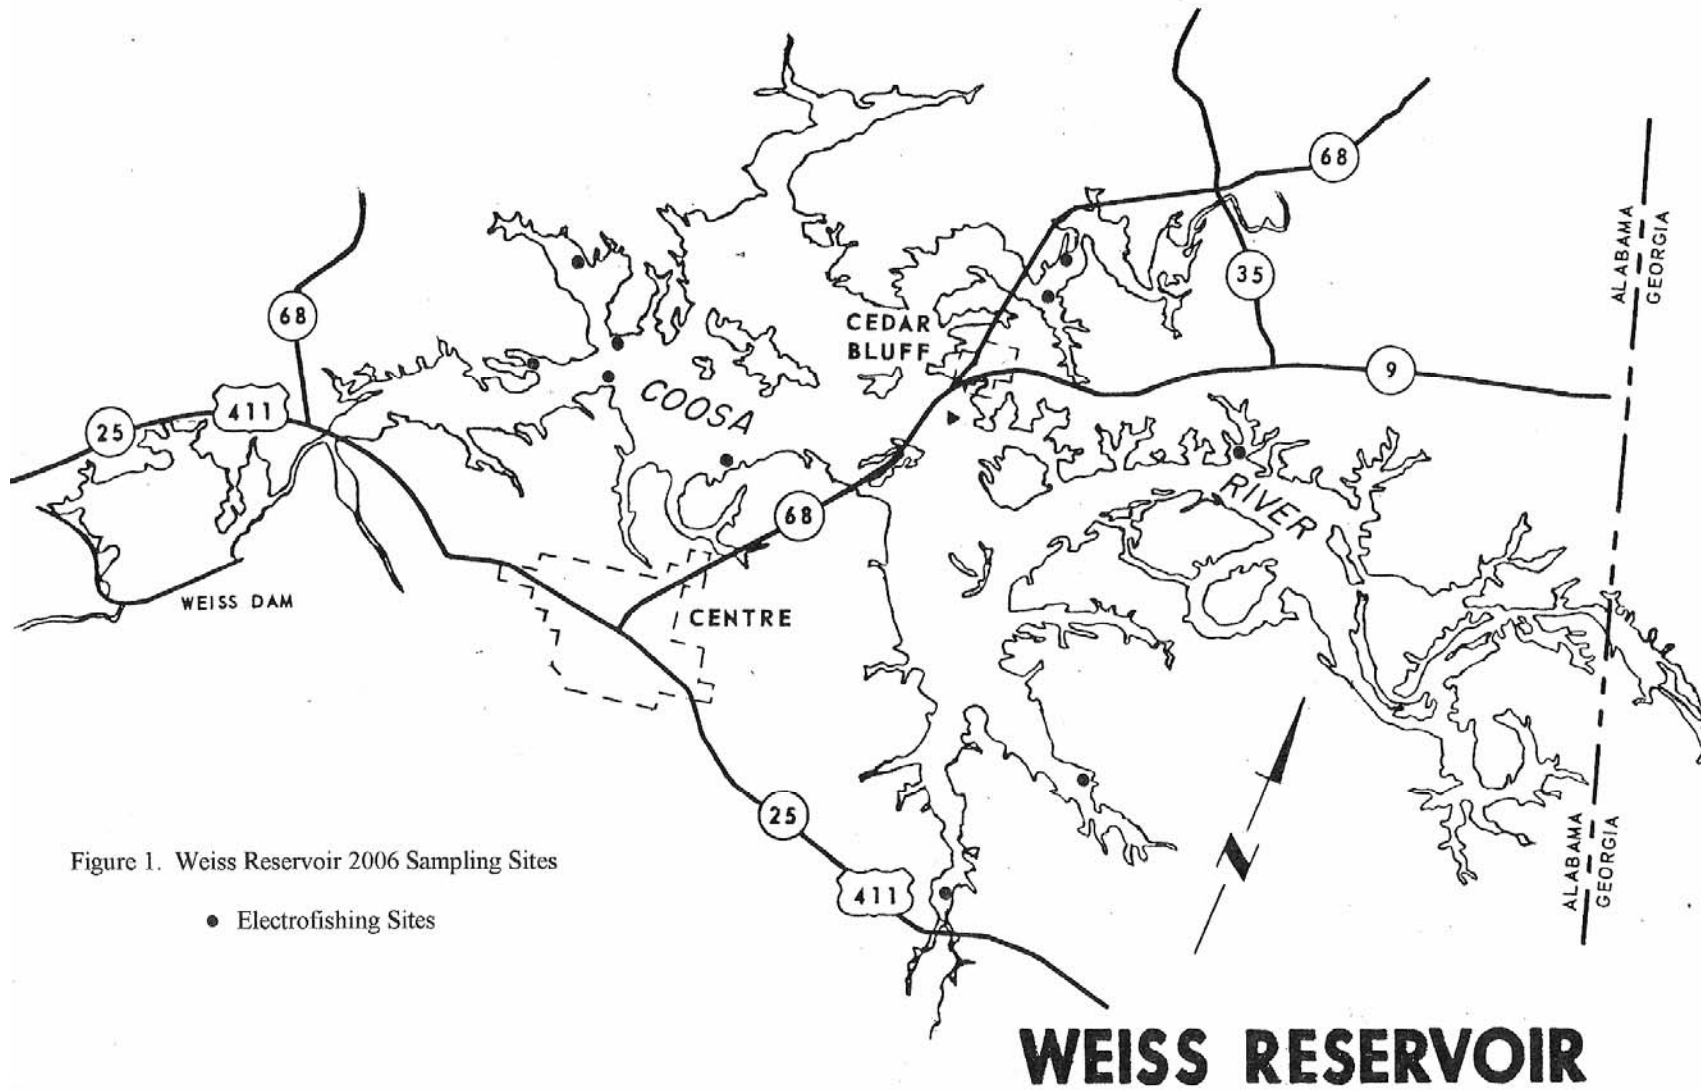 68
ALABAMA
GEORGIA
68
35
CEDAR
BLUFF
9
411
25
COOSA
RIVER
68
WEISS DAM
CENTRE
25
Figure 1. Weiss Reservoir 2006 Sampling Sites
411
N
ALABAMA
GEORGIA
Electrofishing Sites
WEISS RESERVOIR